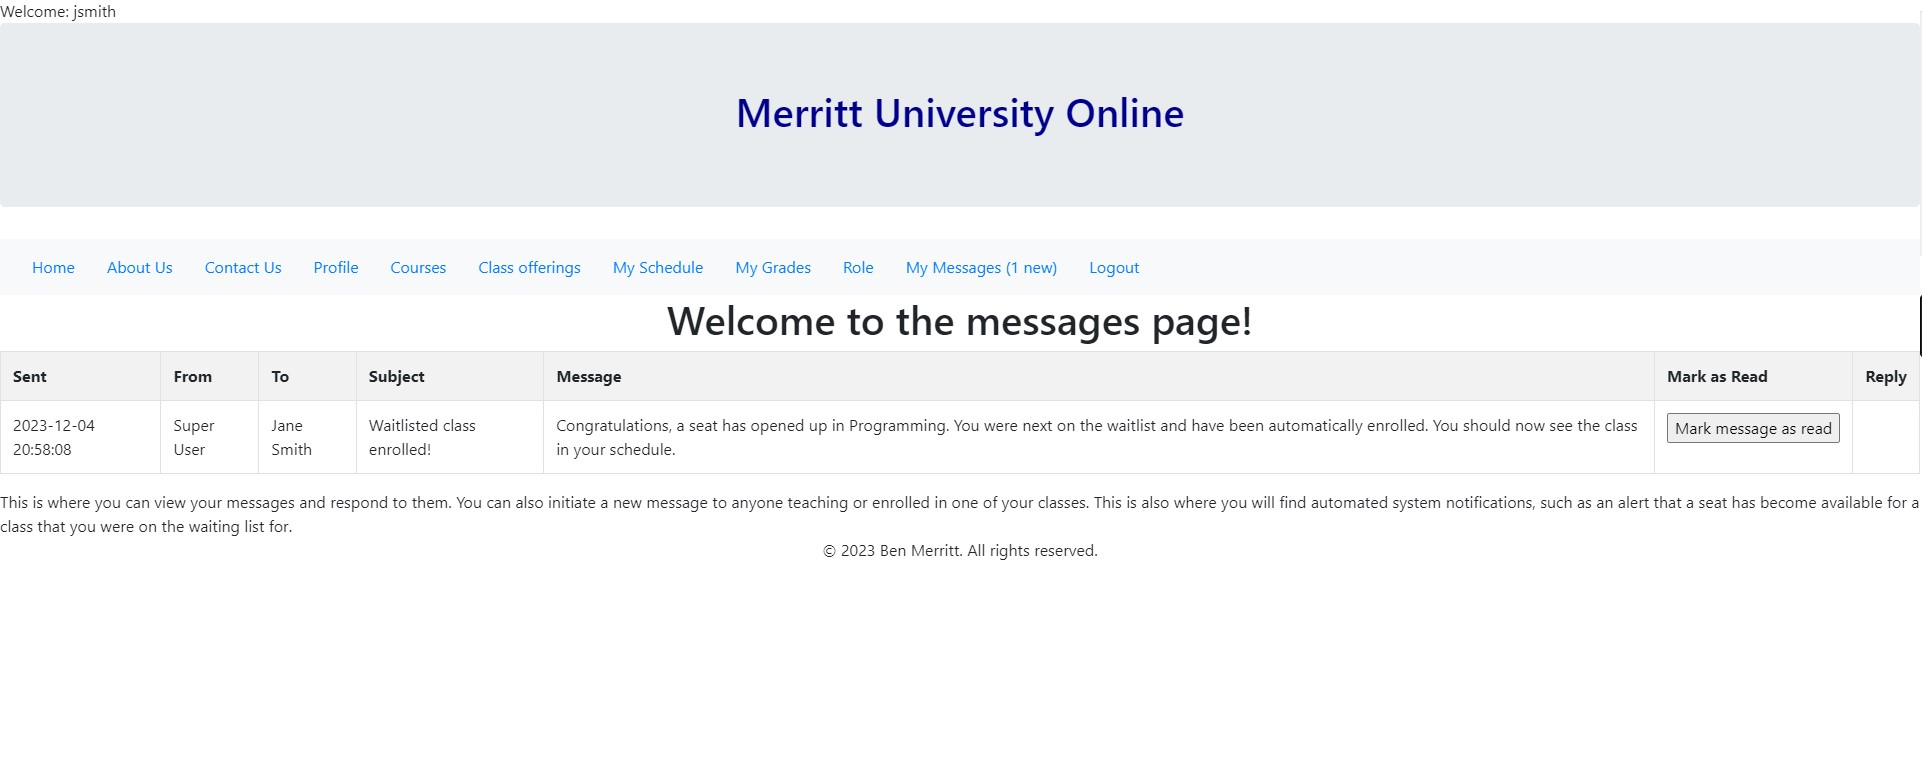 Welcome: jsmith
Merritt University Online
Home About Us Contact Us Profile Courses Class offerings My Schedule My Grades Role My Messages (1 new) Logout
Welcome to the messages page!
Sent From To Subject Message Mark as Read Reply
2023-12-04 20:58:08
Super User
Jane Smith
Waitlisted class enrolled!
Congratulations, a seat has opened up in Programming. You were next on the waitlist and have been automatically enrolled. You should now see the class
in your schedule.
Mark message as read
This is where you can view your messages and respond to them. You can also initiate a new message to anyone teaching or enrolled in one of your classes. This is also where you will find automated system notifications, such as an alert that a seat has become available for a
class that you were on the waiting list for.
© 2023 Ben Merritt. All rights reserved.